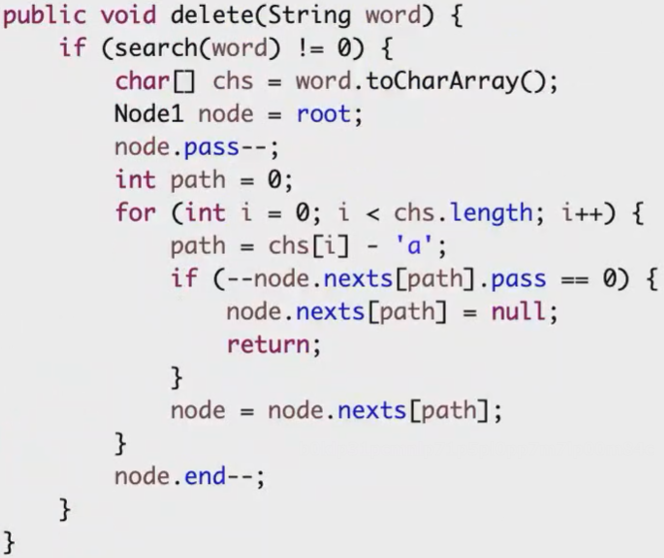 public void delete(String word) {
    if (search(word) != 0) {
        char[] chs = word.toCharArray();
        Node1 node = root;
        node.pass--;
        int path = 0;
        for (int i = 0; i < chs.length; i++) {
            path = chs[i] - 'a';
            if (--node.nexts[path].pass == 0) {
                node.nexts[path] = null;
                return;
            }
            node = node.nexts[path];
        }
        node.end--;
    }
}